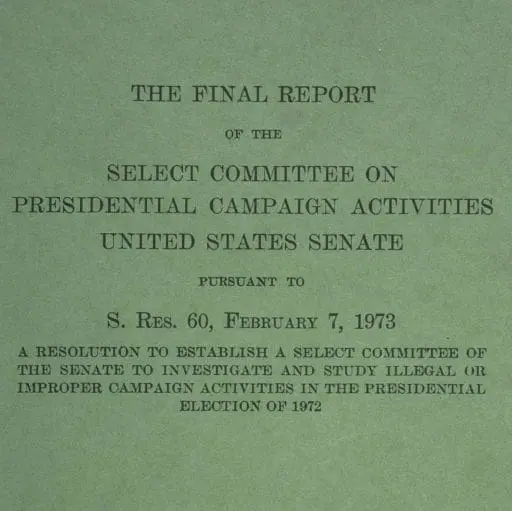 THE FINAL REPORT
OF THE
SELECT COMMITTEE ON
PRESIDENTIAL CAMPAIGN ACTIVITIES
UNITED STATES SENATE
PURSUANT TO
S. RES. 60, FEBRUARY 7, 1973
A RESOLUTION TO ESTABLISH A SELECT COMMITTEE OF
THE SENATE TO INVESTIGATE AND STUDY ILLEGAL OR
IMPROPER CAMPAIGN ACTIVITIES IN THE PRESIDENTIAL
ELECTION OF 1972